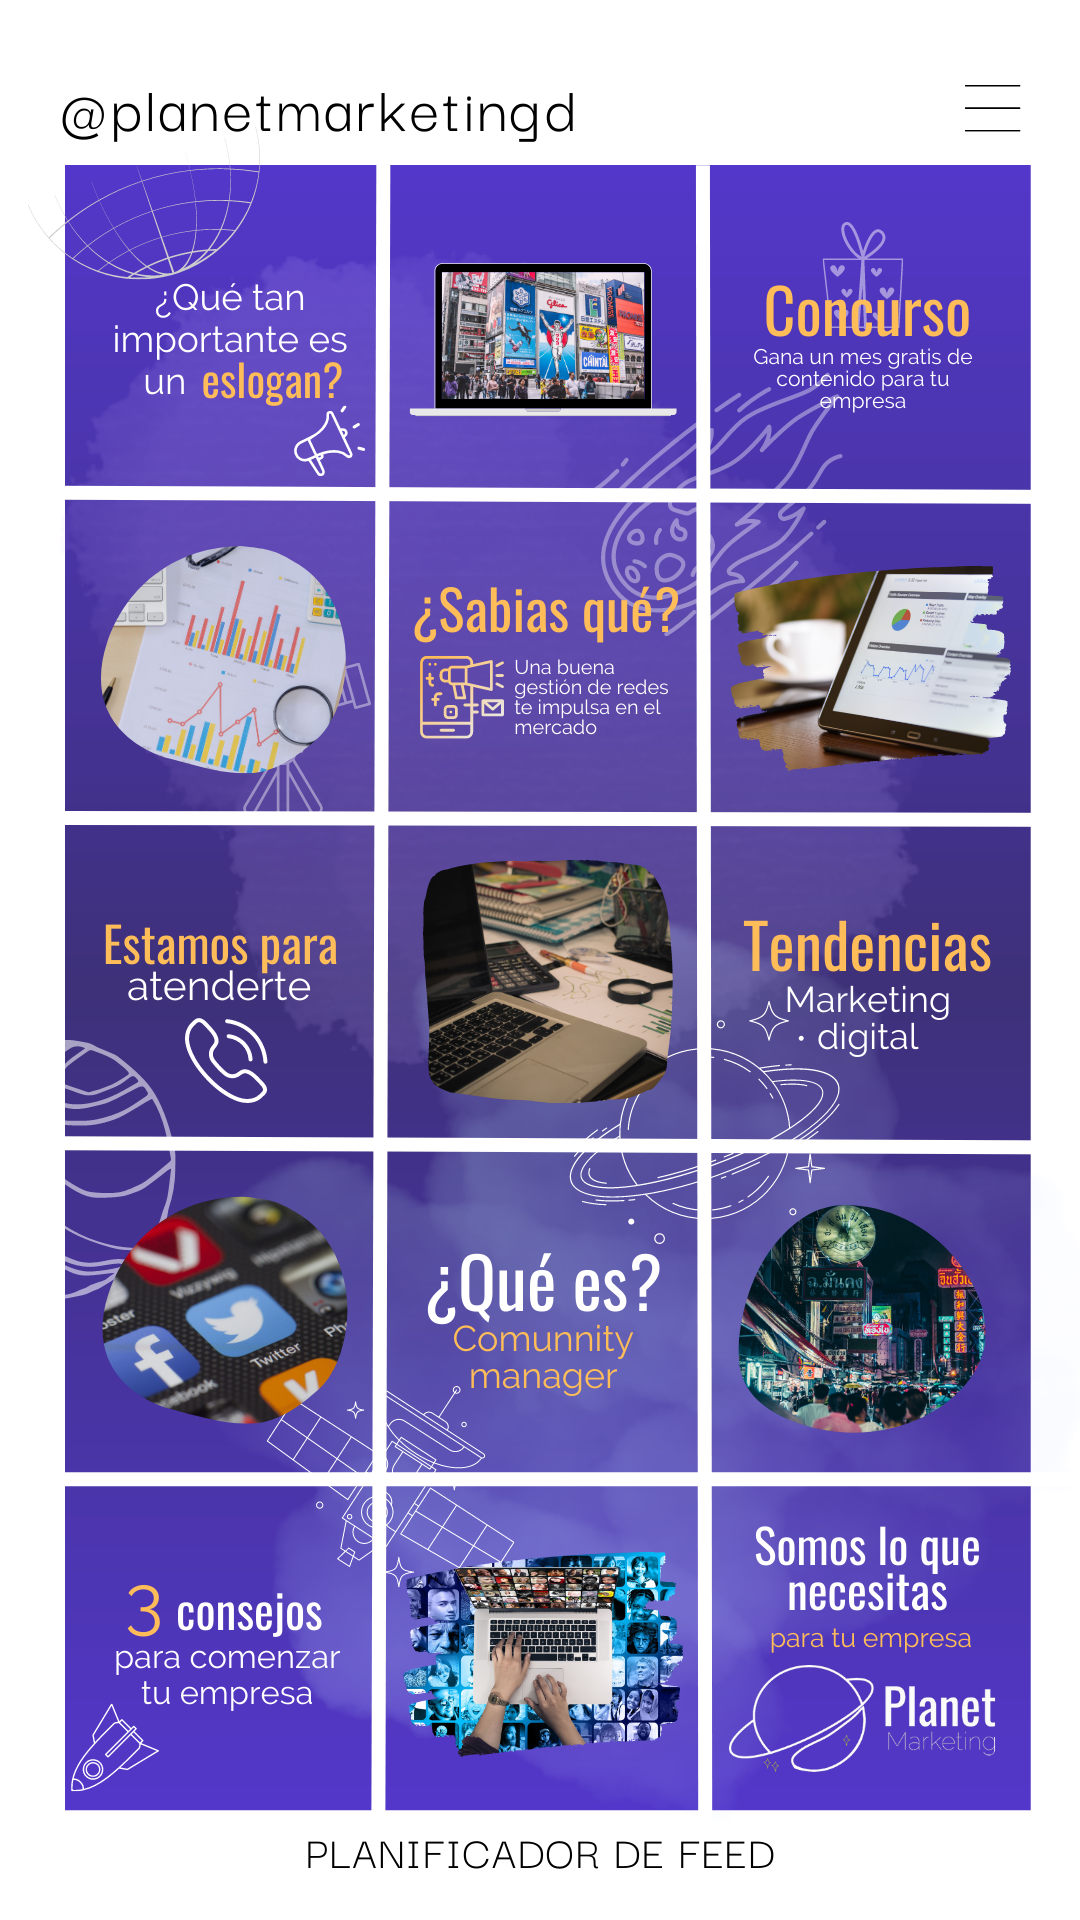 @planetmarketingd
¿Qué tan
importante es
un eslogan?
glico
CHINTAI
Concurso
Gana un mes gratis de
contenido para tu
empresa
¿Sabias qué?
Una buena
gestión de redes
te impulsa en el
mercado
Estamos para
atenderte
Tendencias
Marketing
· digital
Twitter
¿Qué es?
Comunnity
manager
3 consejos
para comenzar
tu empresa
Somos lo que
necesitas
para tu empresa
Planet
Marketing
PLANIFICADOR DE FEED